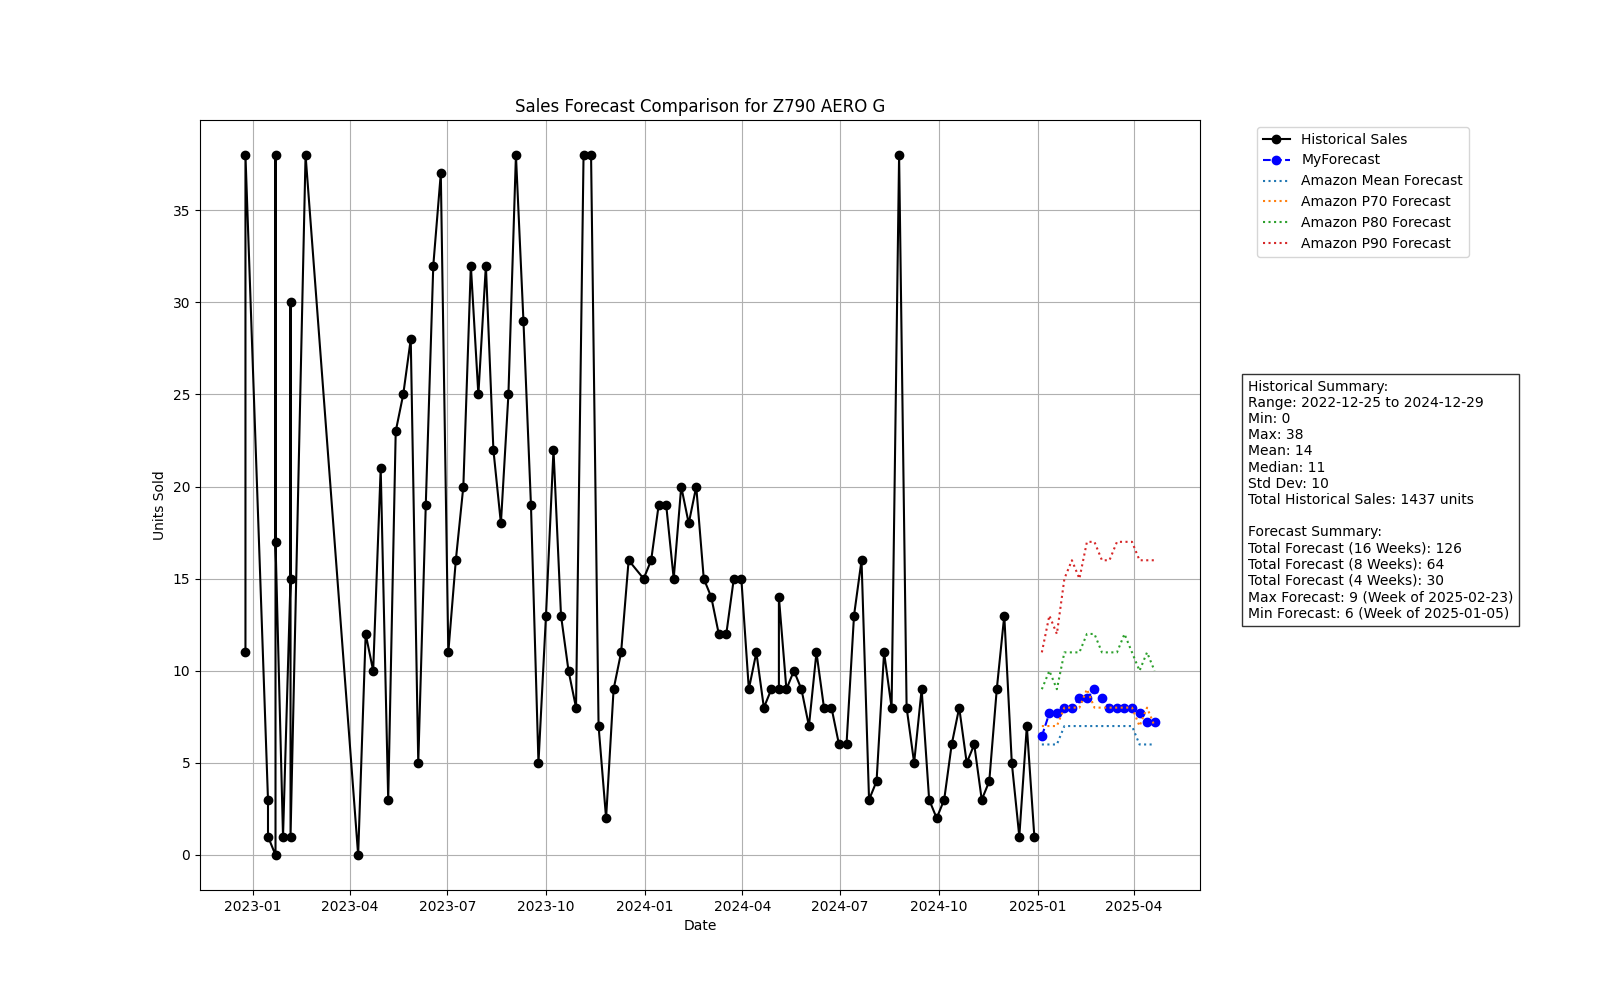 Sales Forecast Comparison for Z790 AERO G
Historical Sales
MyForecast
Amazon Mean Forecast
Amazon P70 Forecast
Amazon P80 Forecast
Amazon P90 Forecast
Units Sold
35
30
25
20
15
10
5
0
2023-01
2023-04
2023-07
2023-10
2024-01
2024-04
2024-07
2024-10
2025-01
2025-04
Date
Historical Summary:
Range: 2022-12-25 to 2024-12-29
Min: 0
Max: 38
Mean: 14
Median: 11
Std Dev: 10
Total Historical Sales: 1437 units
Forecast Summary:
Total Forecast (16 Weeks): 126
Total Forecast (8 Weeks): 64
Total Forecast (4 Weeks): 30
Max Forecast: 9 (Week of 2025-02-23)
Min Forecast: 6 (Week of 2025-01-05)